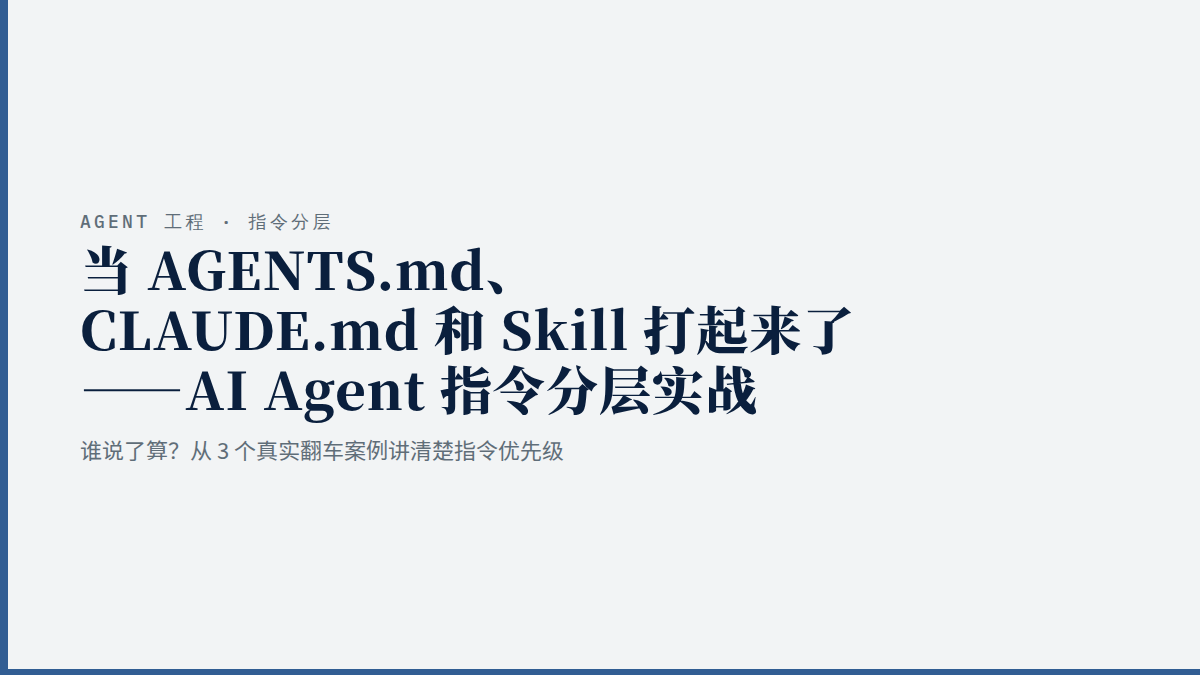 AGENT 工程 · 指令分层
当 AGENTS.md、
CLAUDE.md 和 Skill 打起来了
——AI Agent 指令分层实战
谁说了算？从 3 个真实翻车案例讲清楚指令优先级